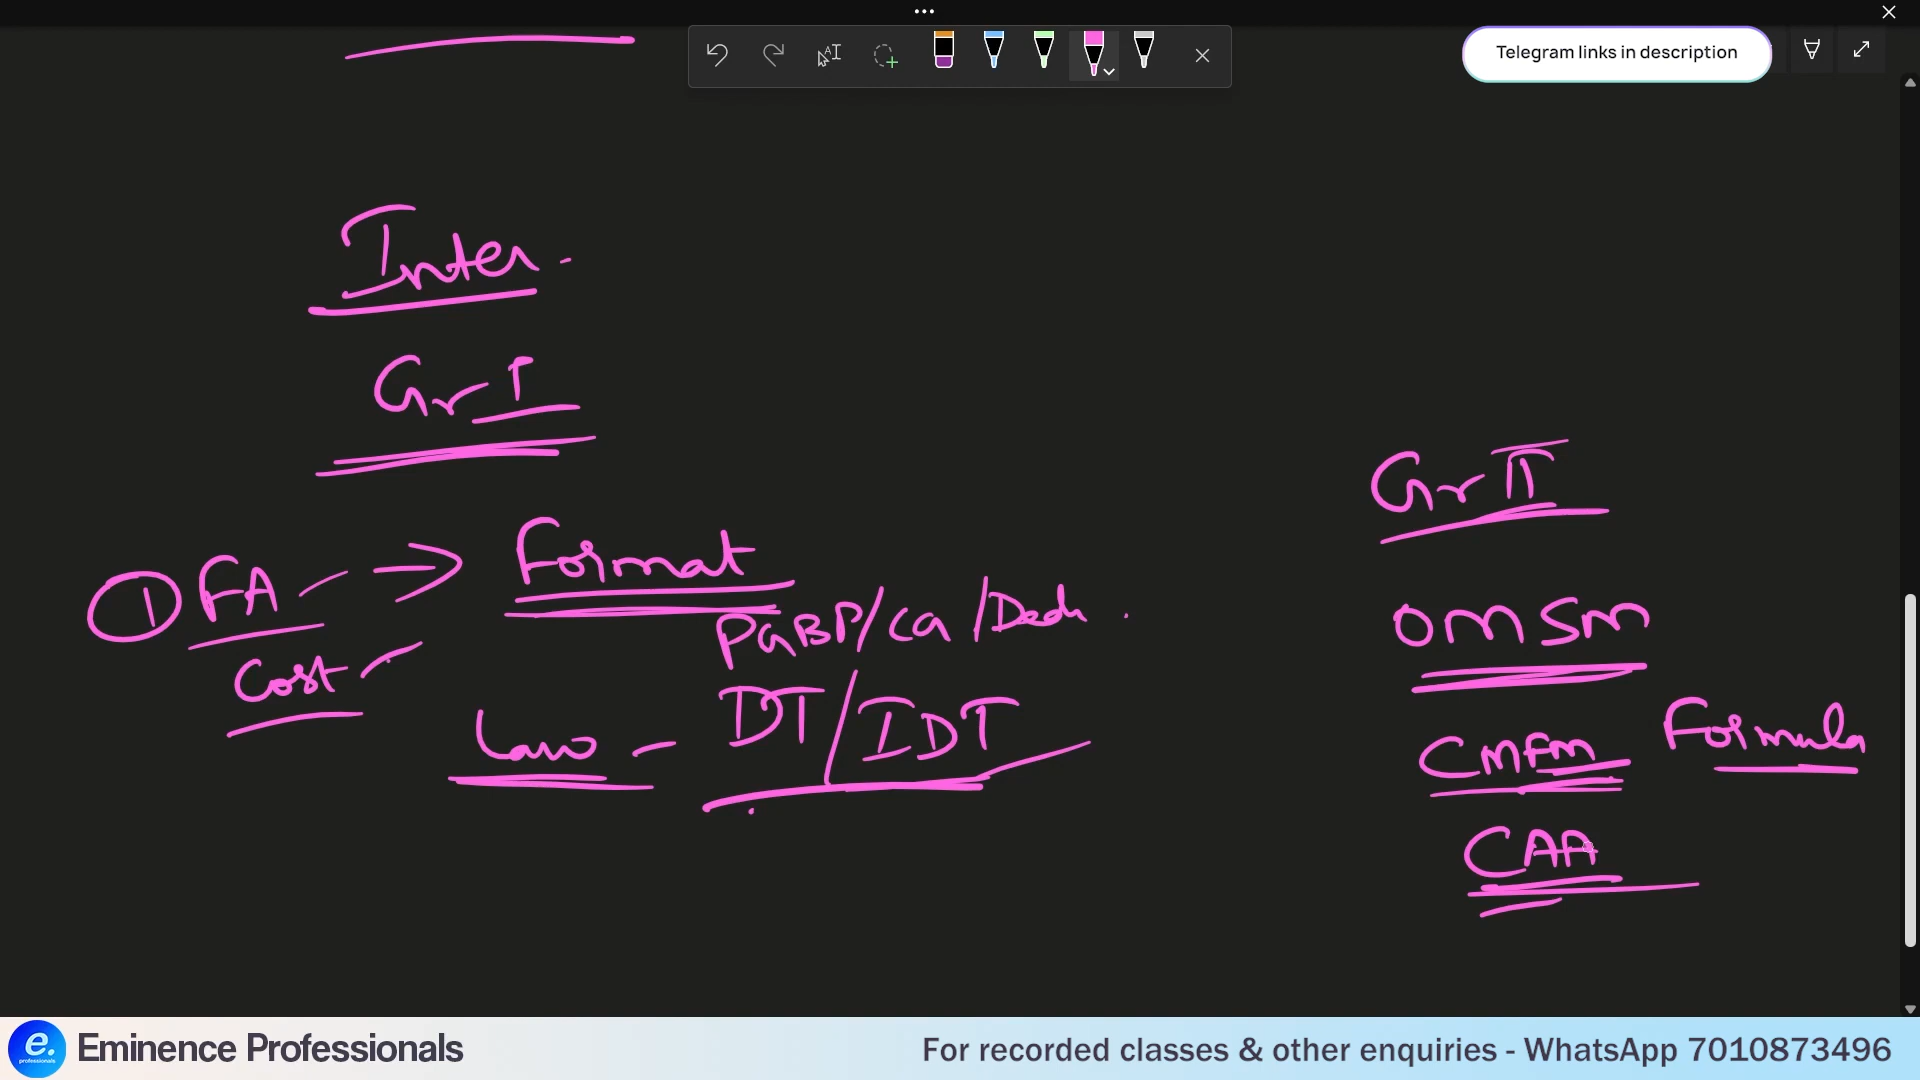 Telegram links in description
Inter.
Gr I
① FA -> Format
PGBP/CG/Dedn.
Cost
Law - DT/IDT
Gr II
OMSM
CMFM Formula
CAA
e.
professionals
Eminence Professionals
For recorded classes & other enquiries - WhatsApp 7010873496